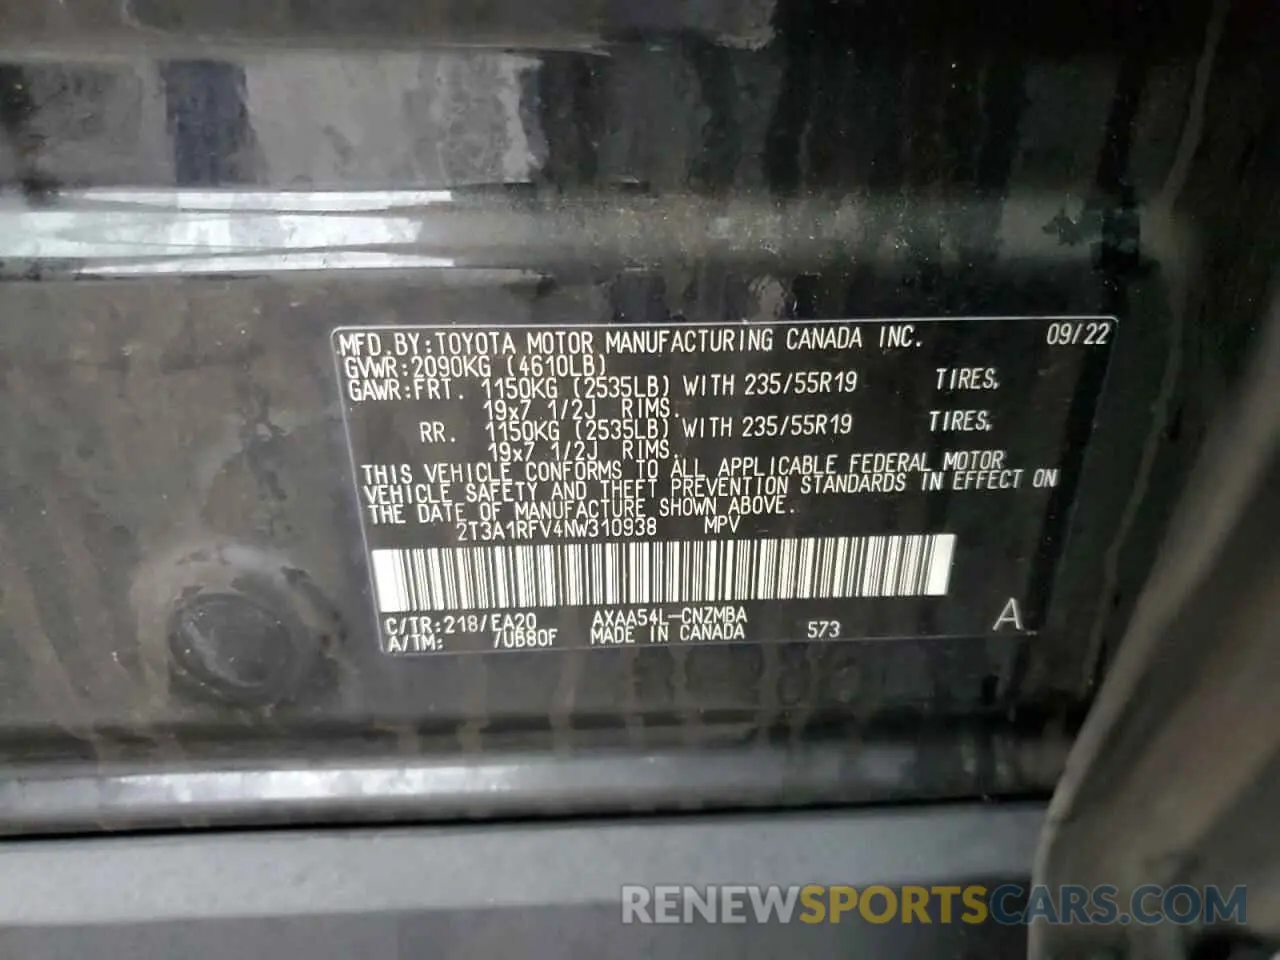 MFD.BY:TOYOTA MOTOR MANUFACTURING CANADA INC. 09/22
GVWR:2090KG (4610LB)
GAWR:FRT. 1150KG (2535LB) WITH 235/55R19 TIRES,
19x7 1/2J RIMS.
RR. 1150KG (2535LB) WITH 235/55R19 TIRES,
19x7 1/2J RIMS.
THIS VEHICLE CONFORMS TO ALL APPLICABLE FEDERAL MOTOR
VEHICLE SAFETY AND THEFT PREVENTION STANDARDS IN EFFECT ON
THE DATE OF MANUFACTURE SHOWN ABOVE.
2T3A1RFV4NW310938 MPV
C/TR:218/EA20 AXAA54L-CNZMBA
A/TM: /UB80F MADE IN CANADA 573 A
RENEWSPORTSCARS.COM